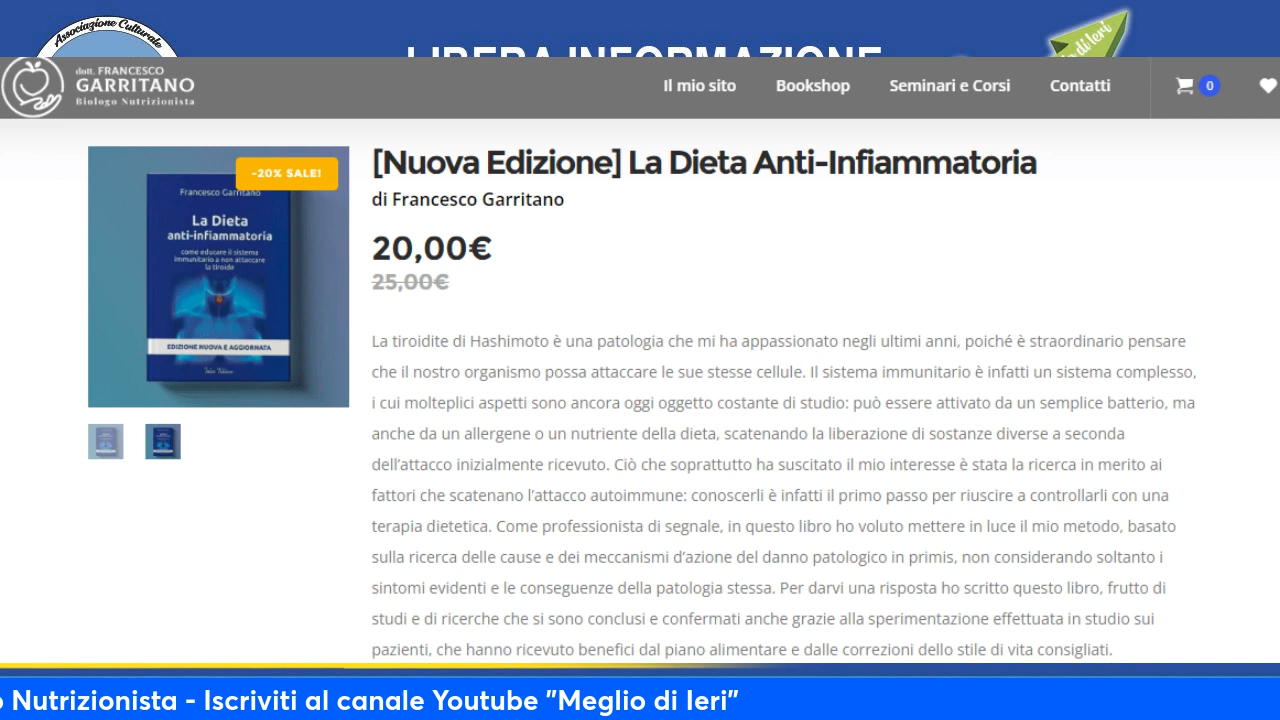 Associazione Culturale
LIBERA INFORMAZIONE
di Ieri
dott. FRANCESCO
GARRITANO
Biologo Nutrizionista
Il mio sito
Bookshop
Seminari e Corsi
Contatti
0
-20% SALE!
Francesco Garritano
La Dieta
anti-infiammatoria
come educare il sistema
immunitario a non attaccare
la tiroide
EDIZIONE NUOVA E AGGIORNATA
[Nuova Edizione] La Dieta Anti-Infiammatoria
di Francesco Garritano
20,00€
25,00€
La tiroidite di Hashimoto è una patologia che mi ha appassionato negli ultimi anni, poiché è straordinario pensare
che il nostro organismo possa attaccare le sue stesse cellule. Il sistema immunitario è infatti un sistema complesso,
i cui molteplici aspetti sono ancora oggi oggetto costante di studio: può essere attivato da un semplice batterio, ma
anche da un allergene o un nutriente della dieta, scatenando la liberazione di sostanze diverse a seconda
dell’attacco inizialmente ricevuto. Ciò che soprattutto ha suscitato il mio interesse è stata la ricerca in merito ai
fattori che scatenano l’attacco autoimmune: conoscerli è infatti il primo passo per riuscire a controllarli con una
terapia dietetica. Come professionista di segnale, in questo libro ho voluto mettere in luce il mio metodo, basato
sulla ricerca delle cause e dei meccanismi d’azione del danno patologico in primis, non considerando soltanto i
sintomi evidenti e le conseguenze della patologia stessa. Per darvi una risposta ho scritto questo libro, frutto di
studi e di ricerche che si sono conclusi e confermati anche grazie alla sperimentazione effettuata in studio sui
pazienti, che hanno ricevuto benefici dal piano alimentare e dalle correzioni dello stile di vita consigliati.
o Nutrizionista - Iscriviti al canale Youtube "Meglio di Ieri"